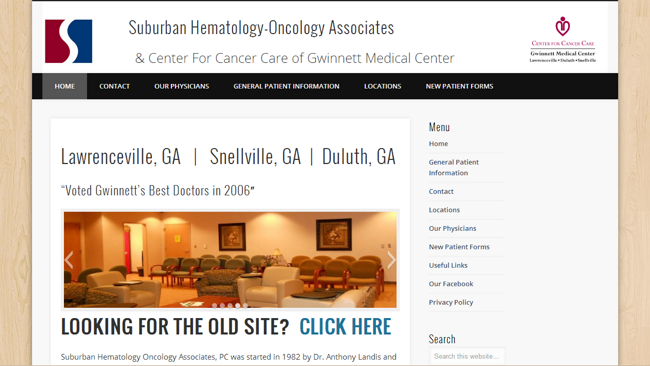 Suburban Hematology-Oncology Associates
& Center For Cancer Care of Gwinnett Medical Center
CENTER FOR CANCER CARE
Gwinnett Medical Center
Lawrenceville • Duluth • Snellville
HOME CONTACT OUR PHYSICIANS GENERAL PATIENT INFORMATION LOCATIONS NEW PATIENT FORMS
Lawrenceville, GA | Snellville, GA | Duluth, GA
“Voted Gwinnett’s Best Doctors in 2006″
LOOKING FOR THE OLD SITE? CLICK HERE
Suburban Hematology Oncology Associates, PC was started in 1982 by Dr. Anthony Landis and
Menu
Home
General Patient
Information
Contact
Locations
Our Physicians
New Patient Forms
Useful Links
Our Facebook
Privacy Policy
Search
Search this website...